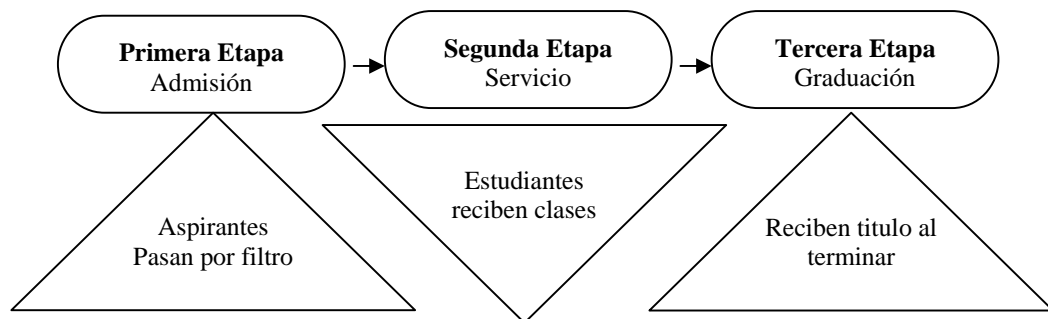 Primera Etapa
Admisión
Segunda Etapa
Servicio
Tercera Etapa
Graduación
Aspirantes
Pasan por filtro
Estudiantes
reciben clases
Reciben titulo al
terminar